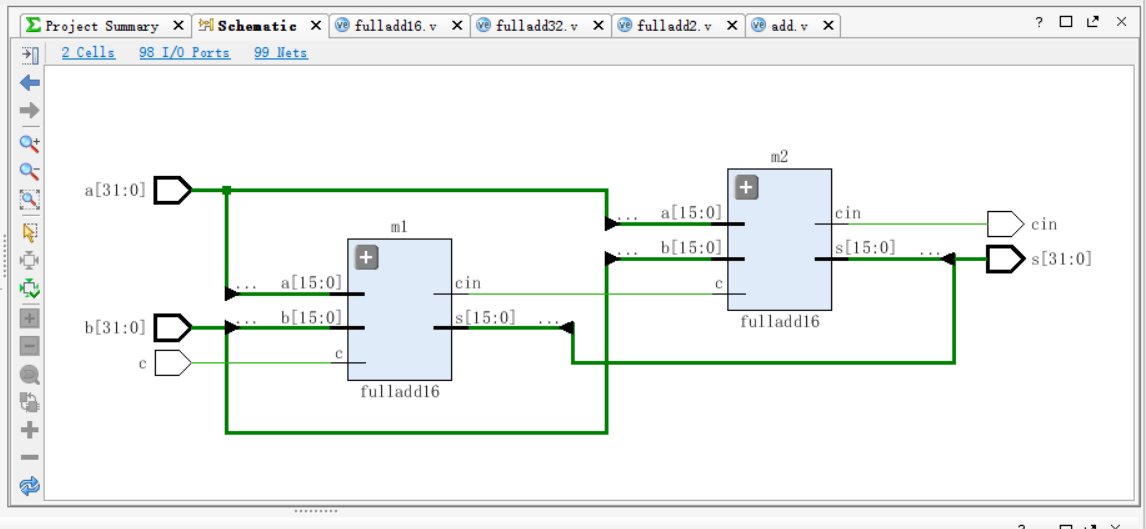 Project Summary × Schematic × fulladd16.v × fulladd32.v × fulladd2.v × add.v × ?
2 Cells 98 I/O Ports 99 Nets
m2
a[31:0] ... a[15:0] cin cin
m1
... b[15:0] s[15:0] ... s[31:0]
... a[15:0] cin c
b[31:0] ... b[15:0] s[15:0] ... fulladd16
c c
fulladd16